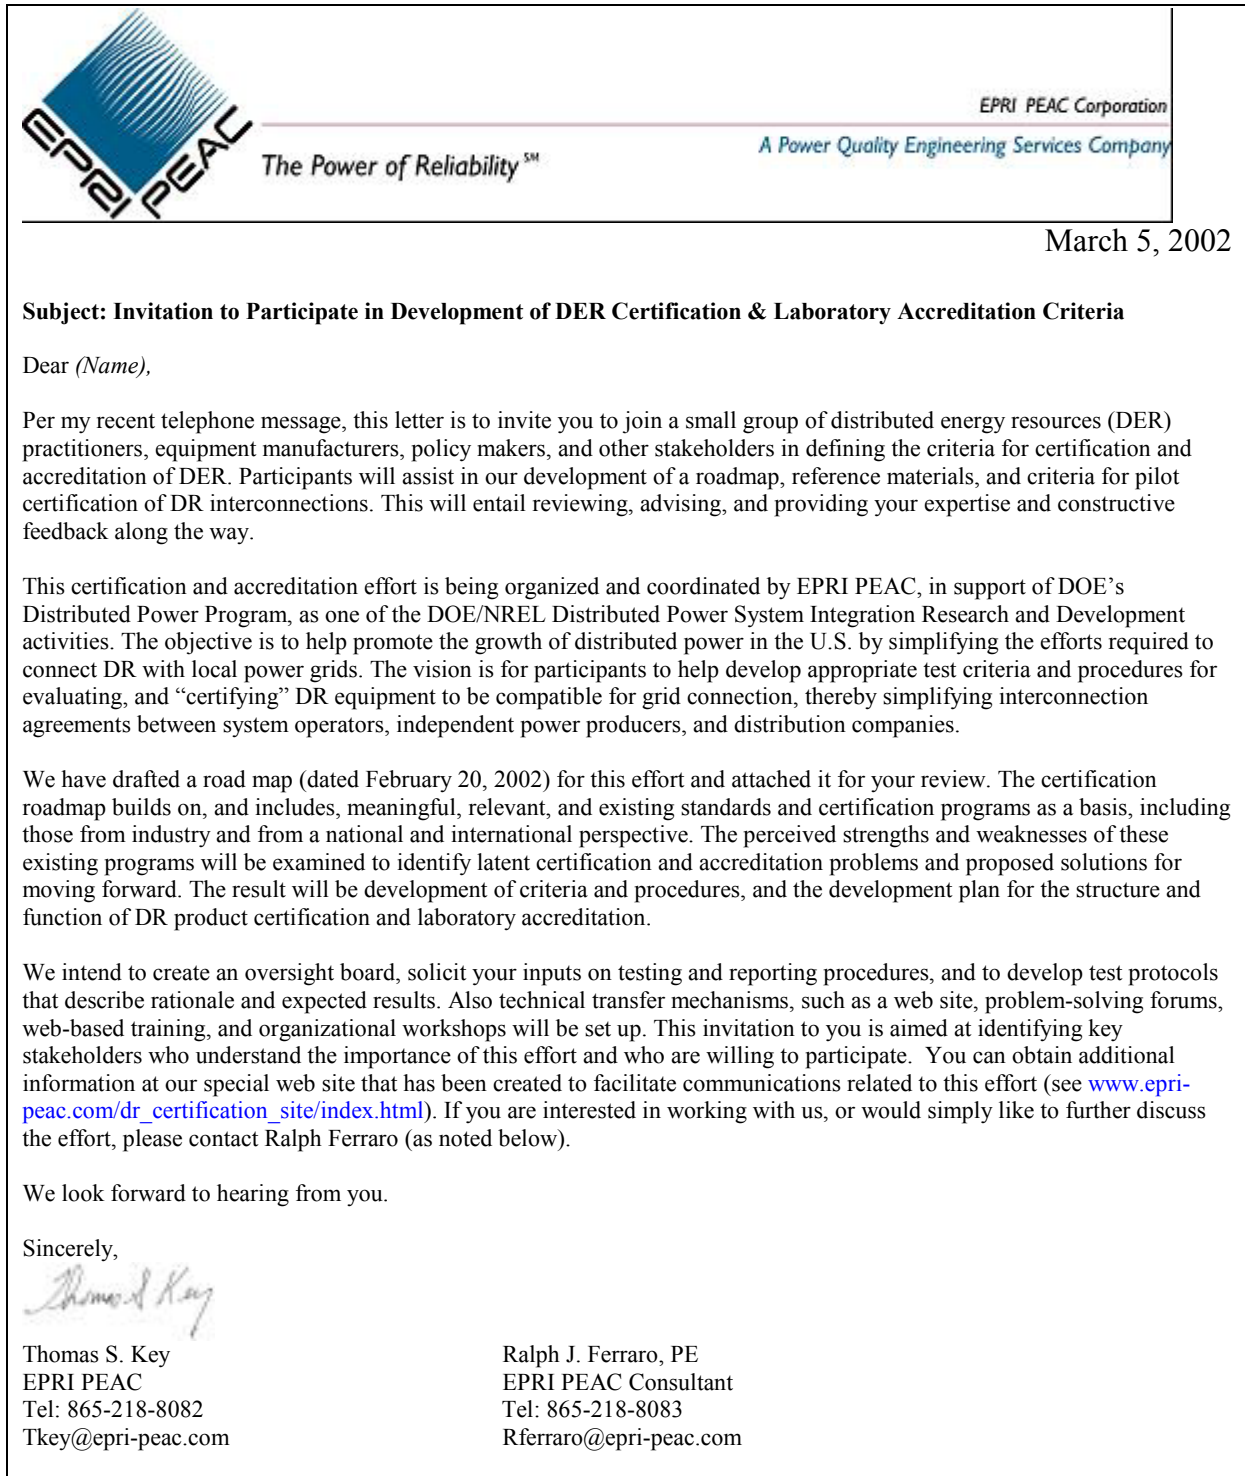 EPRI PEAC
EPRI PEAC Corporation
The Power of Reliability SM
A Power Quality Engineering Services Company
March 5, 2002
Subject: Invitation to Participate in Development of DER Certification & Laboratory Accreditation Criteria
Dear (Name),
Per my recent telephone message, this letter is to invite you to join a small group of distributed energy resources (DER)
practitioners, equipment manufacturers, policy makers, and other stakeholders in defining the criteria for certification and
accreditation of DER. Participants will assist in our development of a roadmap, reference materials, and criteria for pilot
certification of DR interconnections. This will entail reviewing, advising, and providing your expertise and constructive
feedback along the way.
This certification and accreditation effort is being organized and coordinated by EPRI PEAC, in support of DOE’s
Distributed Power Program, as one of the DOE/NREL Distributed Power System Integration Research and Development
activities. The objective is to help promote the growth of distributed power in the U.S. by simplifying the efforts required to
connect DR with local power grids. The vision is for participants to help develop appropriate test criteria and procedures for
evaluating, and “certifying” DR equipment to be compatible for grid connection, thereby simplifying interconnection
agreements between system operators, independent power producers, and distribution companies.
We have drafted a road map (dated February 20, 2002) for this effort and attached it for your review. The certification
roadmap builds on, and includes, meaningful, relevant, and existing standards and certification programs as a basis, including
those from industry and from a national and international perspective. The perceived strengths and weaknesses of these
existing programs will be examined to identify latent certification and accreditation problems and proposed solutions for
moving forward. The result will be development of criteria and procedures, and the development plan for the structure and
function of DR product certification and laboratory accreditation.
We intend to create an oversight board, solicit your inputs on testing and reporting procedures, and to develop test protocols
that describe rationale and expected results. Also technical transfer mechanisms, such as a web site, problem-solving forums,
web-based training, and organizational workshops will be set up. This invitation to you is aimed at identifying key
stakeholders who understand the importance of this effort and who are willing to participate.  You can obtain additional
information at our special web site that has been created to facilitate communications related to this effort (see www.epri-
peac.com/dr_certification_site/index.html). If you are interested in working with us, or would simply like to further discuss
the effort, please contact Ralph Ferraro (as noted below).
We look forward to hearing from you.
Sincerely,
Thomas S Key
Thomas S. Key
EPRI PEAC
Tel: 865-218-8082
Tkey@epri-peac.com
Ralph J. Ferraro, PE
EPRI PEAC Consultant
Tel: 865-218-8083
Rferraro@epri-peac.com